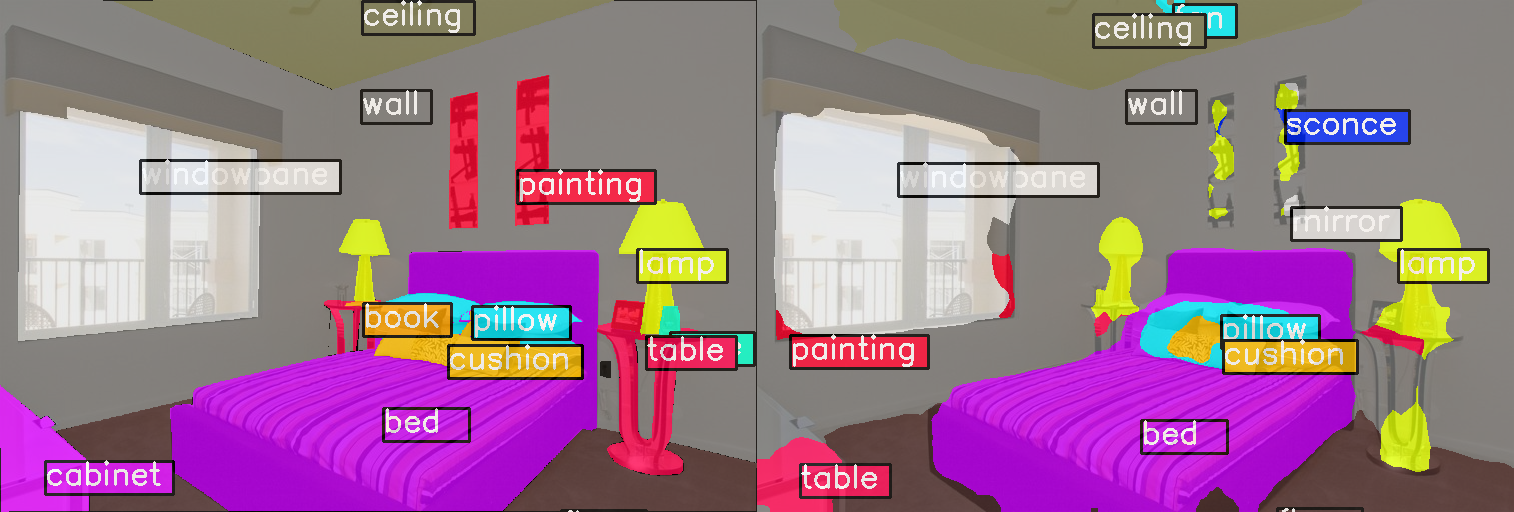 ceiling
wall
windowpane
painting
lamp
book
pillow
table
cushion
bed
cabinet
ceiling
wall
sconce
windowpane
mirror
lamp
pillow
painting
cushion
bed
table